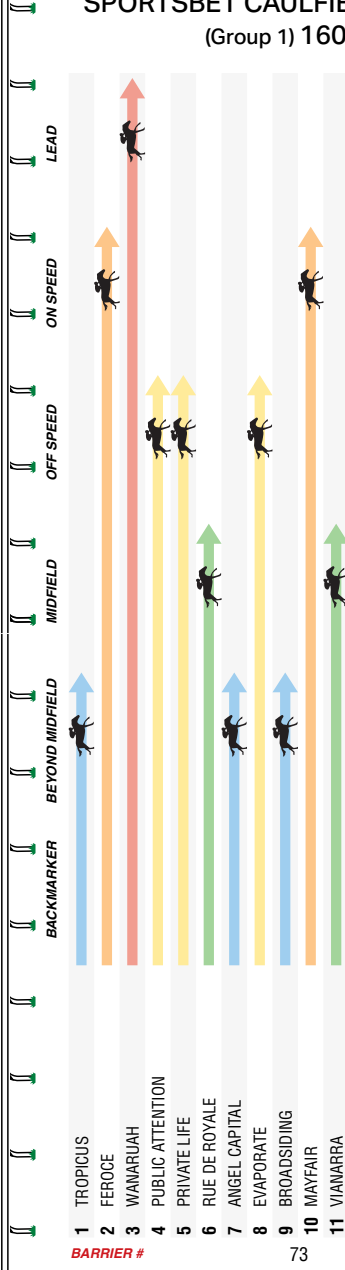 SPORTSBET CAULFIE
(Group 1) 160
LEAD
ON SPEED
OFF SPEED
MIDFIELD
BEYOND MIDFIELD
BACKMARKER
1 TROPICUS
2 FEROCE
3 WANARUAH
4 PUBLIC ATTENTION
5 PRIVATE LIFE
6 RUE DE ROYALE
7 ANGEL CAPITAL
8 EVAPORATE
9 BROADSIDING
10 MAYFAIR
11 VIANARRA
BARRIER #
73